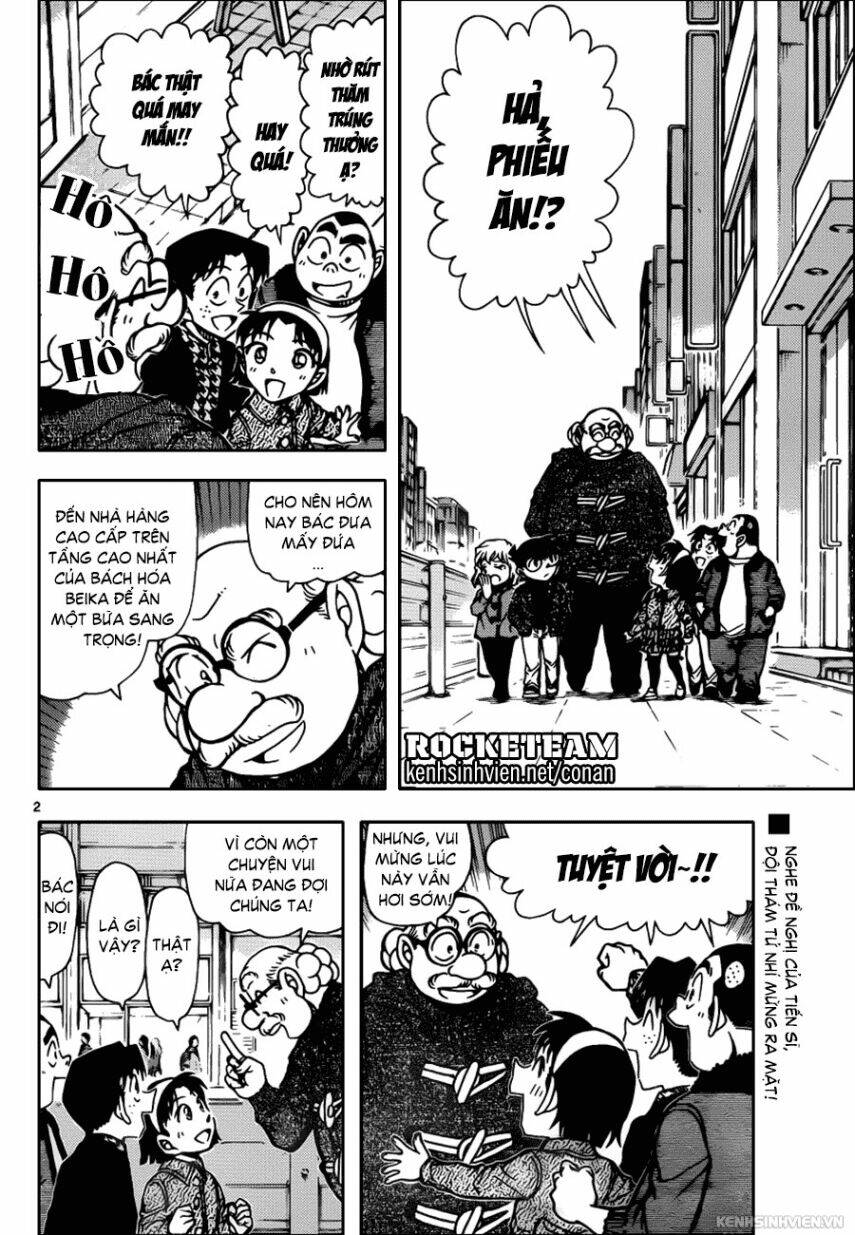 HẢ,
PHIẾU
ĂN!?
NHỜ RÚT
THĂM
TRÚNG
THƯỞNG
Ạ?
HAY
QUÁ!
BÁC THẬT
QUÁ MAY
MẮN!!
Hô
Hô
Hô
CHO NÊN HÔM
NAY BÁC ĐƯA
MẤY ĐỨA
...
ĐẾN NHÀ HÀNG
CAO CẤP TRÊN
TẦNG CAO NHẤT
CỦA BÁCH HÓA
BEIKA ĐỂ ĂN
MỘT BỮA SANG
TRỌNG!
ROCKETEAM
kenhsinhvien.net/conan
2
NGHE ĐỀ NGHỊ CỦA TIẾN SĨ,
ĐỘI THÁM TỬ NHÍ MỪNG RA MẶT!
TUYỆT VỜI~!!
NHƯNG, VUI
MỪNG LÚC
NÀY VẪN
HƠI SỚM!
VÌ CÒN MỘT
CHUYỆN VUI
NỮA ĐANG ĐỢI
CHÚNG TA!
THẬT
Ạ?
LÀ GÌ
VẬY?
BÁC
NÓI
ĐI!
KENHSINHVIEN.VN